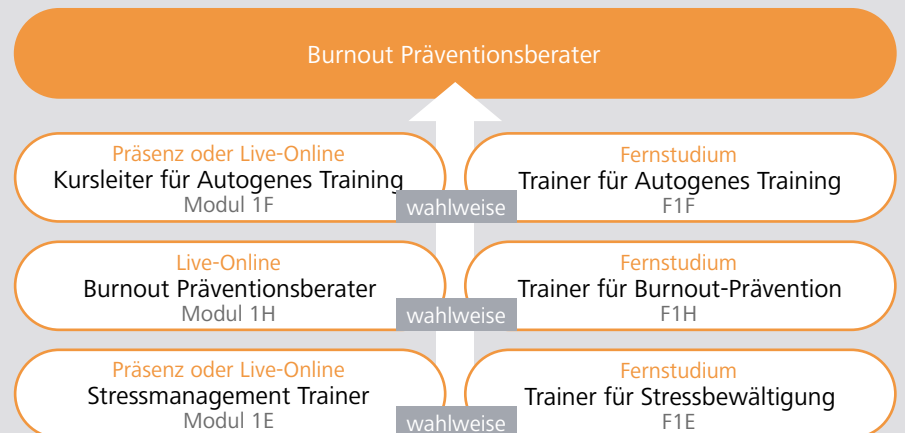 Burnout Präventionsberater
Präsenz oder Live-Online
Kursleiter für Autogenes Training
Modul 1F
wahlweise
Fernstudium
Trainer für Autogenes Training
F1F
Live-Online
Burnout Präventionsberater
Modul 1H
wahlweise
Fernstudium
Trainer für Burnout-Prävention
F1H
Präsenz oder Live-Online
Stressmanagement Trainer
Modul 1E
wahlweise
Fernstudium
Trainer für Stressbewältigung
F1E